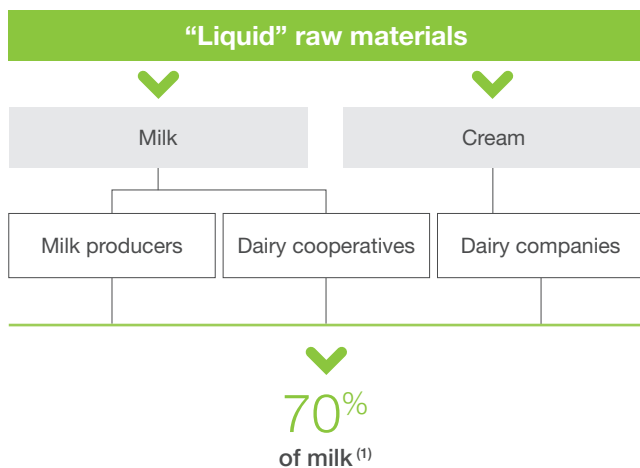 “Liquid” raw materials
Milk
Cream
Milk producers
Dairy cooperatives
Dairy companies
70%
of milk (1)